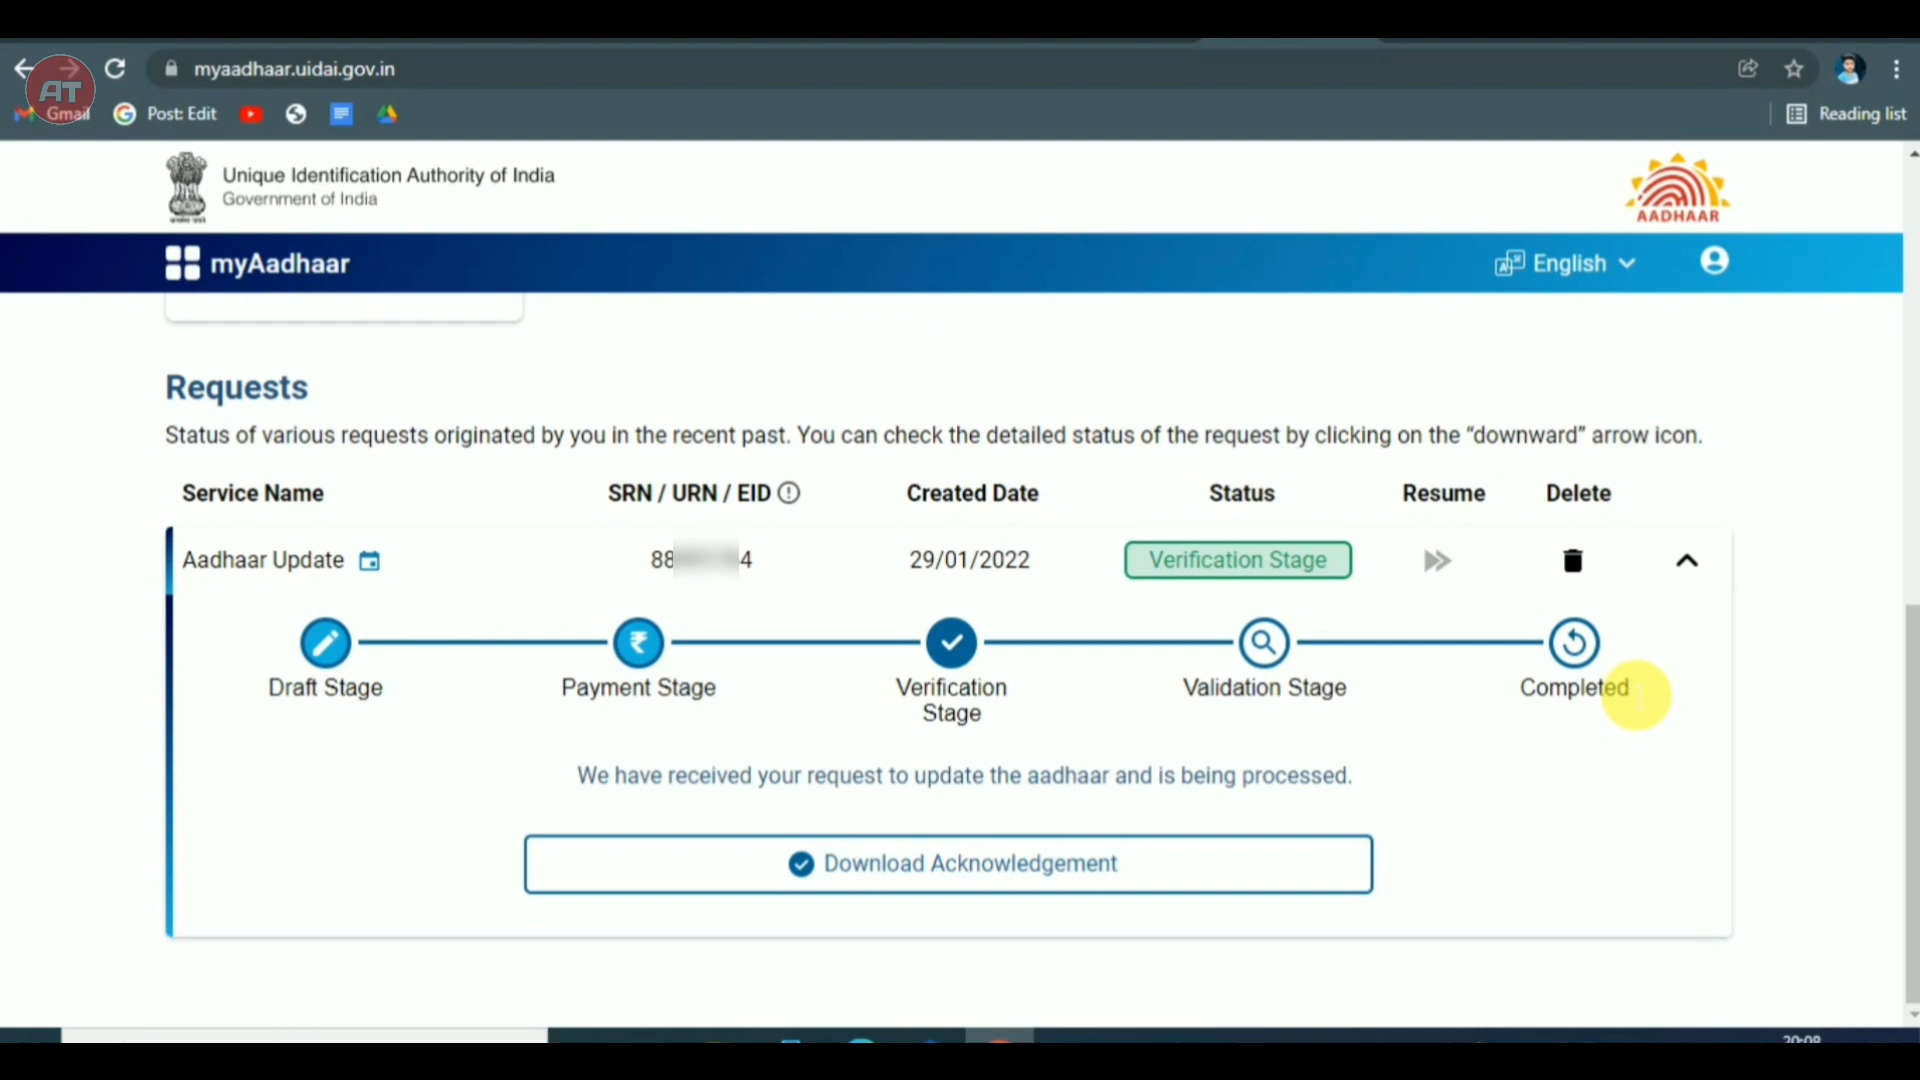 myaadhaar.uidai.gov.in
AT
Gmail
Post: Edit
Reading list
Unique Identification Authority of India
Government of India
AADHAAR
myAadhaar
English
Requests
Status of various requests originated by you in the recent past. You can check the detailed status of the request by clicking on the “downward” arrow icon.
Service Name SRN / URN / EID Created Date Status Resume Delete
Aadhaar Update 88 4 29/01/2022 Verification Stage
Draft Stage Payment Stage Verification Stage Validation Stage Completed
We have received your request to update the aadhaar and is being processed.
Download Acknowledgement